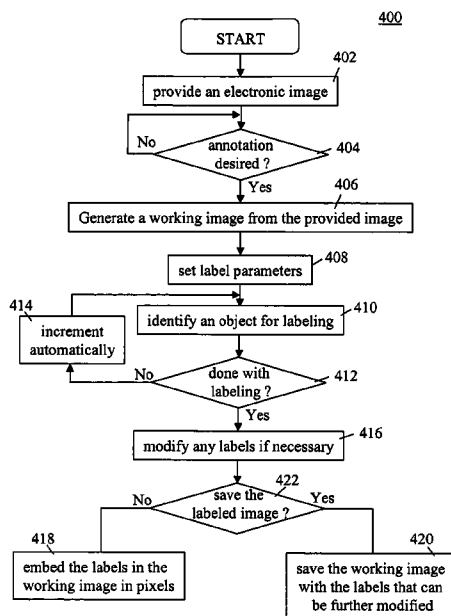 400
START
402
provide an electronic image
No
annotation
desired ?
404
Yes
406
Generate a working image from the provided image
408
set label parameters
414
increment
automatically
410
identify an object for labeling
No
done with
labeling ?
412
Yes
modify any labels if necessary
416
422
No
save the
labeled image ?
Yes
418
embed the labels in the
working image in pixels
420
save the working image
with the labels that can
be further modified